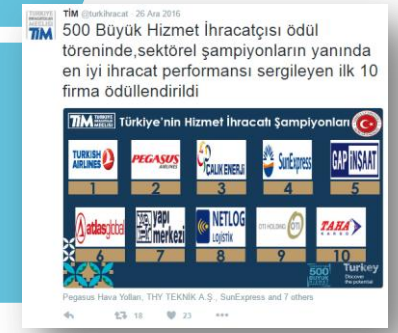 TİM @turkihracat · 26 Ara 2016
500 Büyük Hizmet İhracatçısı ödül
töreninde,sektörel şampiyonların yanında
en iyi ihracat performansı sergileyen ilk 10
firma ödüllendirildi
TİM Türkiye'nin Hizmet İhracatı Şampiyonları
TURKISH AIRLINES
PEGASUS AIRLINES
ÇALIK ENERJİ
SunExpress
GAP İNŞAAT
1 2 3 4 5
atlasglobal
yapı merkezi
NETLOG LOJİSTİK
TAHA
6 7 8 9 10
500
Turkey
Discover the potential
Pegasus Hava Yolları, THY TEKNİK A.Ş., SunExpress and 7 others
18 23